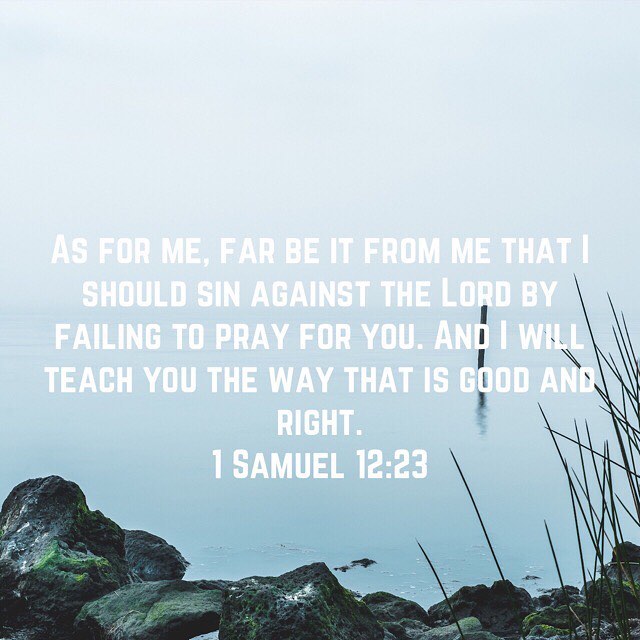 As for me, far be it from me that I
should sin against the Lord by
failing to pray for you. And I will
teach you the way that is good and
right.
1 Samuel 12:23